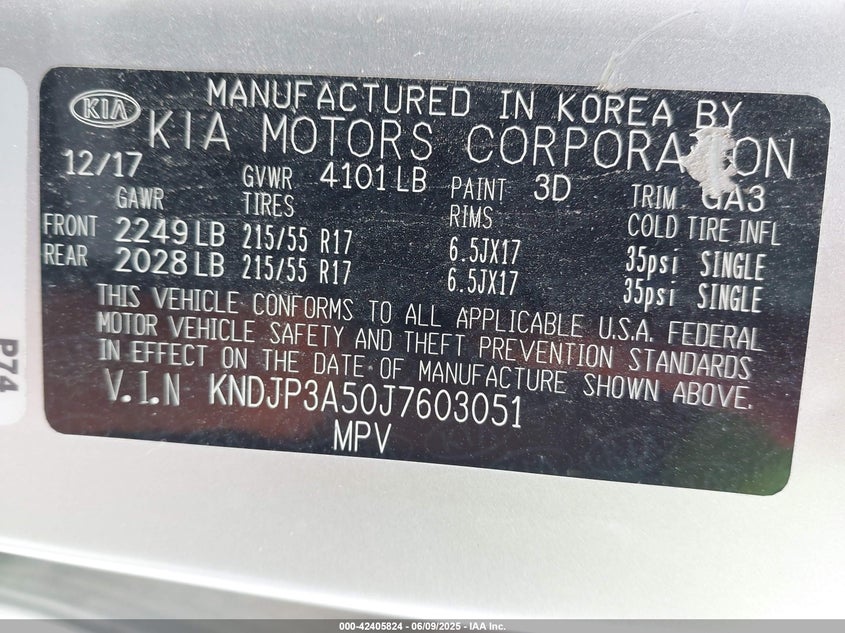 KIA
MANUFACTURED IN KOREA BY
KIA MOTORS CORPORATION
12/17 GVWR 4101 LB PAINT 3D TRIM GA3
GAWR TIRES RIMS COLD TIRE INFL
FRONT 2249 LB 215/55 R17 6.5JX17 35psi SINGLE
REAR 2028 LB 215/55 R17 6.5JX17 35psi SINGLE
THIS VEHICLE CONFORMS TO ALL APPLICABLE U.S.A. FEDERAL
MOTOR VEHICLE SAFETY AND THEFT PREVENTION STANDARDS
IN EFFECT ON THE DATE OF MANUFACTURE SHOWN ABOVE.
V.I.N KNDJP3A50J7603051
MPV
P74
000-42405824 | 06/09/2025 - IAA Inc.